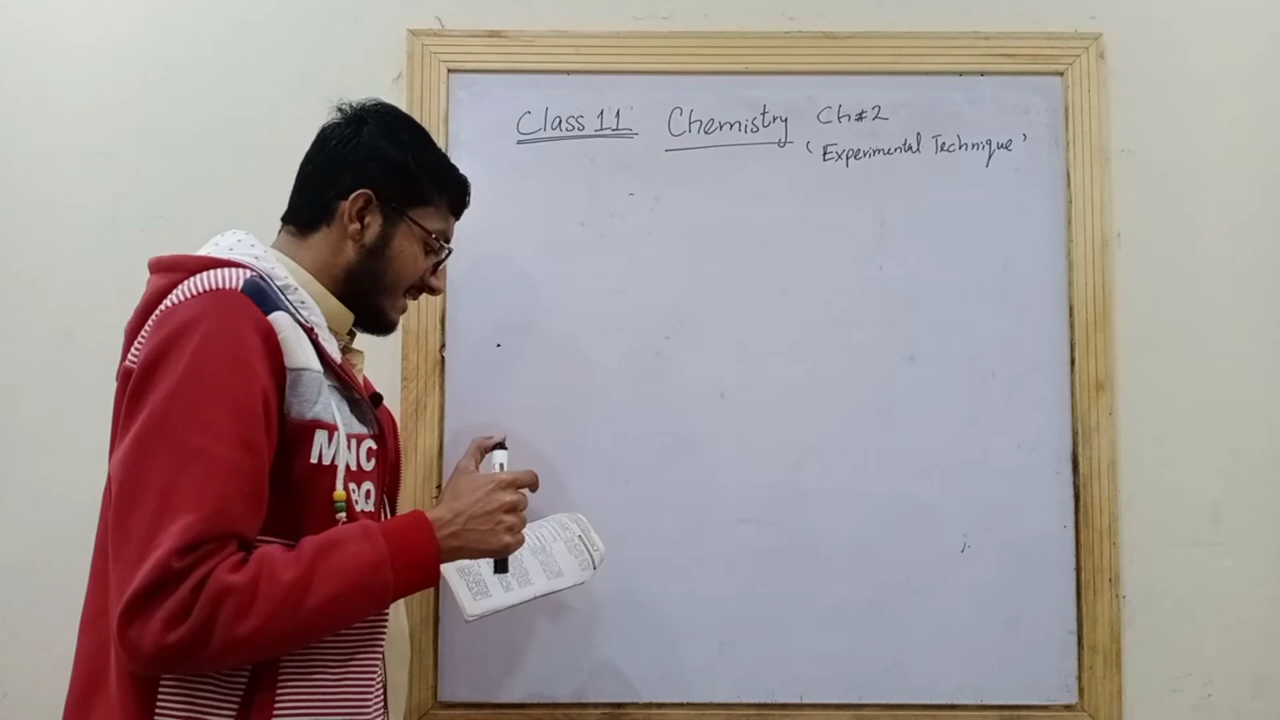 Class 11 Chemistry Ch#2
‘Experimental Technique’
MNC
BQ